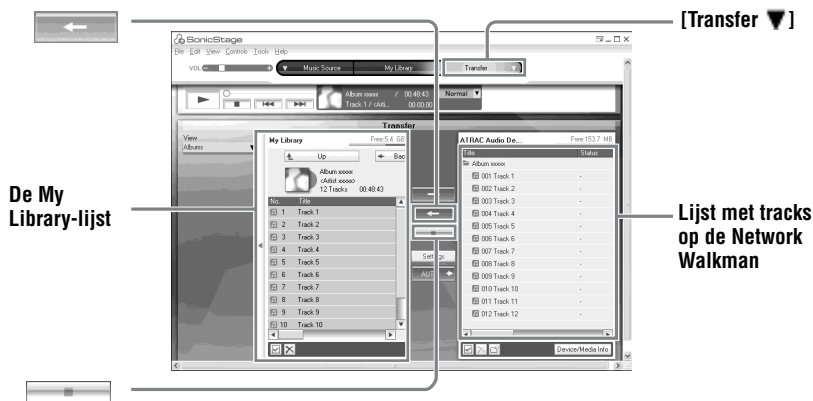 [Transfer ▼]
SonicStage
File Edit View Controls Tools Help
VOL
Music Source
My Library
Transfer
Album xxxxx / 00:48:43
Normal
Track 1 / <Arti... 00:00:00
Transfer
View
Albums
My Library
Free:5.4 GB
Up
Bac
Album xxxxx
<Artist xxxxx>
12 Tracks 00:48:43
No. Title
1 Track 1
2 Track 2
3 Track 3
4 Track 4
5 Track 5
6 Track 6
7 Track 7
8 Track 8
9 Track 9
10 Track 10
Settings
AUT
ATRAC Audio De...
Free:153.7 MB
Title Status
Album xxxxx
001 Track 1 -
002 Track 2 -
003 Track 3 -
004 Track 4 -
005 Track 5 -
006 Track 6 -
007 Track 7 -
008 Track 8 -
009 Track 9 -
010 Track 10 -
011 Track 11 -
012 Track 12 -
Device/Media Info
De My
Library-lijst
Lijst met tracks
op de Network
Walkman